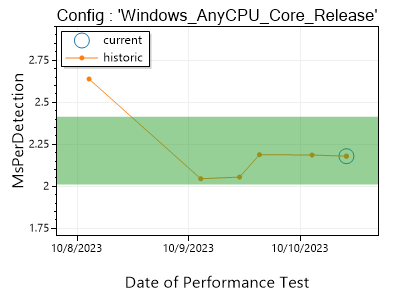 Config : 'Windows_AnyCPU_Core_Release'
current
historic
2.75
2.5
2.25
2
1.75
MsPerDetection
10/8/2023
10/9/2023
10/10/2023
Date of Performance Test